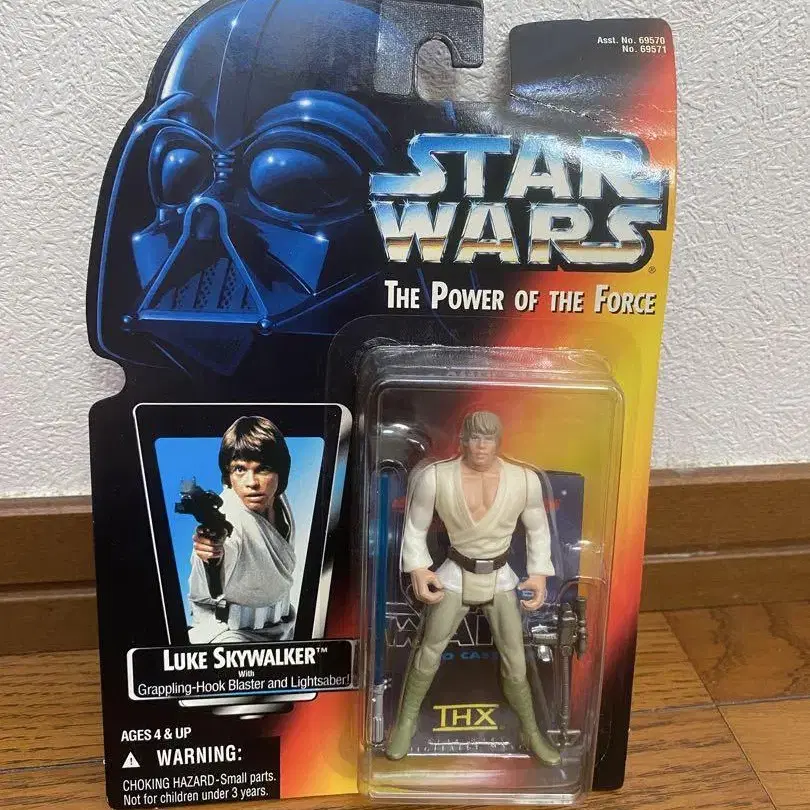 Asst. No. 69570
No. 69571
STAR
WARS
®
THE POWER OF THE FORCE
LUKE SKYWALKER™
With
Grappling-Hook Blaster and Lightsaber!
AGES 4 & UP
WARNING:
CHOKING HAZARD-Small parts.
Not for children under 3 years.
THX